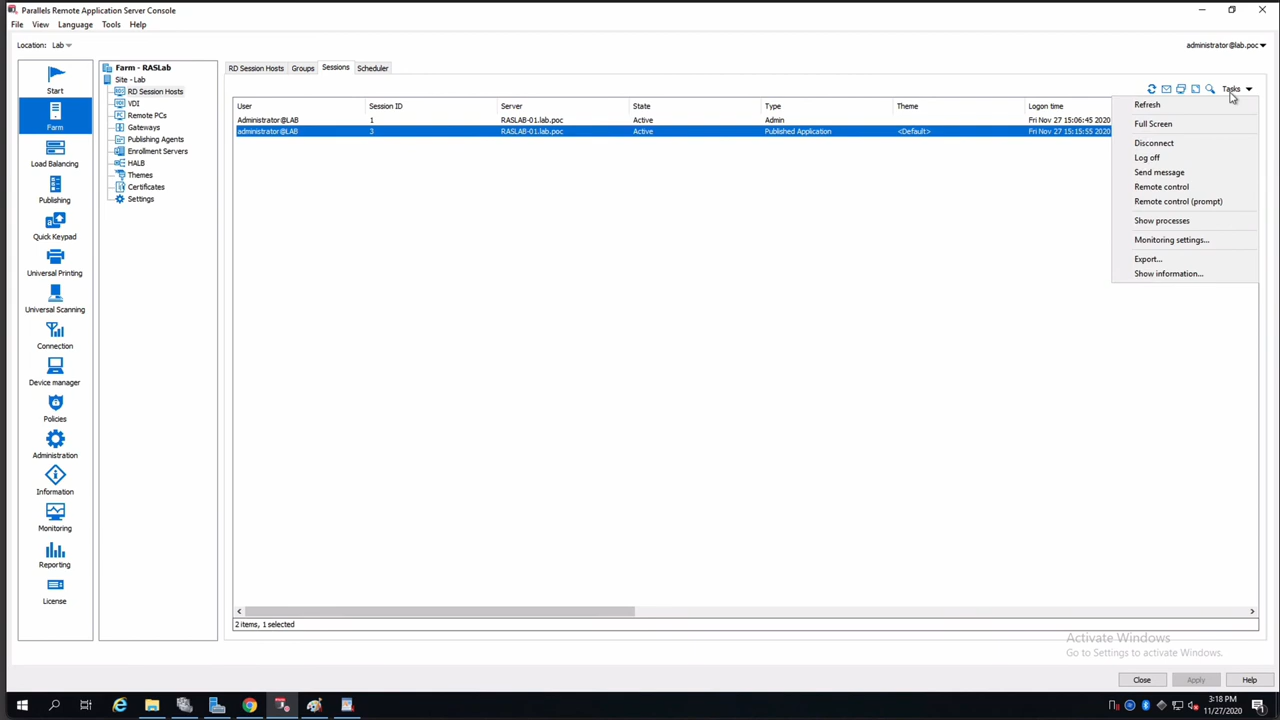 Parallels Remote Application Server Console
File View Language Tools Help
Location: Lab
administrator@lab.poc
Start
Farm
Load Balancing
Publishing
Quick Keypad
Universal Printing
Universal Scanning
Connection
Device manager
Policies
Administration
Information
Monitoring
Reporting
License
Farm - RASLab
Site - Lab
RD Session Hosts
VDI
Remote PCs
Gateways
Publishing Agents
Enrollment Servers
HALB
Themes
Certificates
Settings
RD Session Hosts Groups Sessions Scheduler
Tasks
User Session ID Server State Type Theme Logon time
Administrator@LAB 1 RASLAB-01.lab.poc Active Admin Fri Nov 27 15:06:45 2020
administrator@LAB 3 RASLAB-01.lab.poc Active Published Application <Default> Fri Nov 27 15:15:55 2020
Refresh
Full Screen
Disconnect
Log off
Send message
Remote control
Remote control (prompt)
Show processes
Monitoring settings...
Export...
Show information...
2 items, 1 selected
Activate Windows
Go to Settings to activate Windows.
Close Apply Help
3:18 PM
11/27/2020